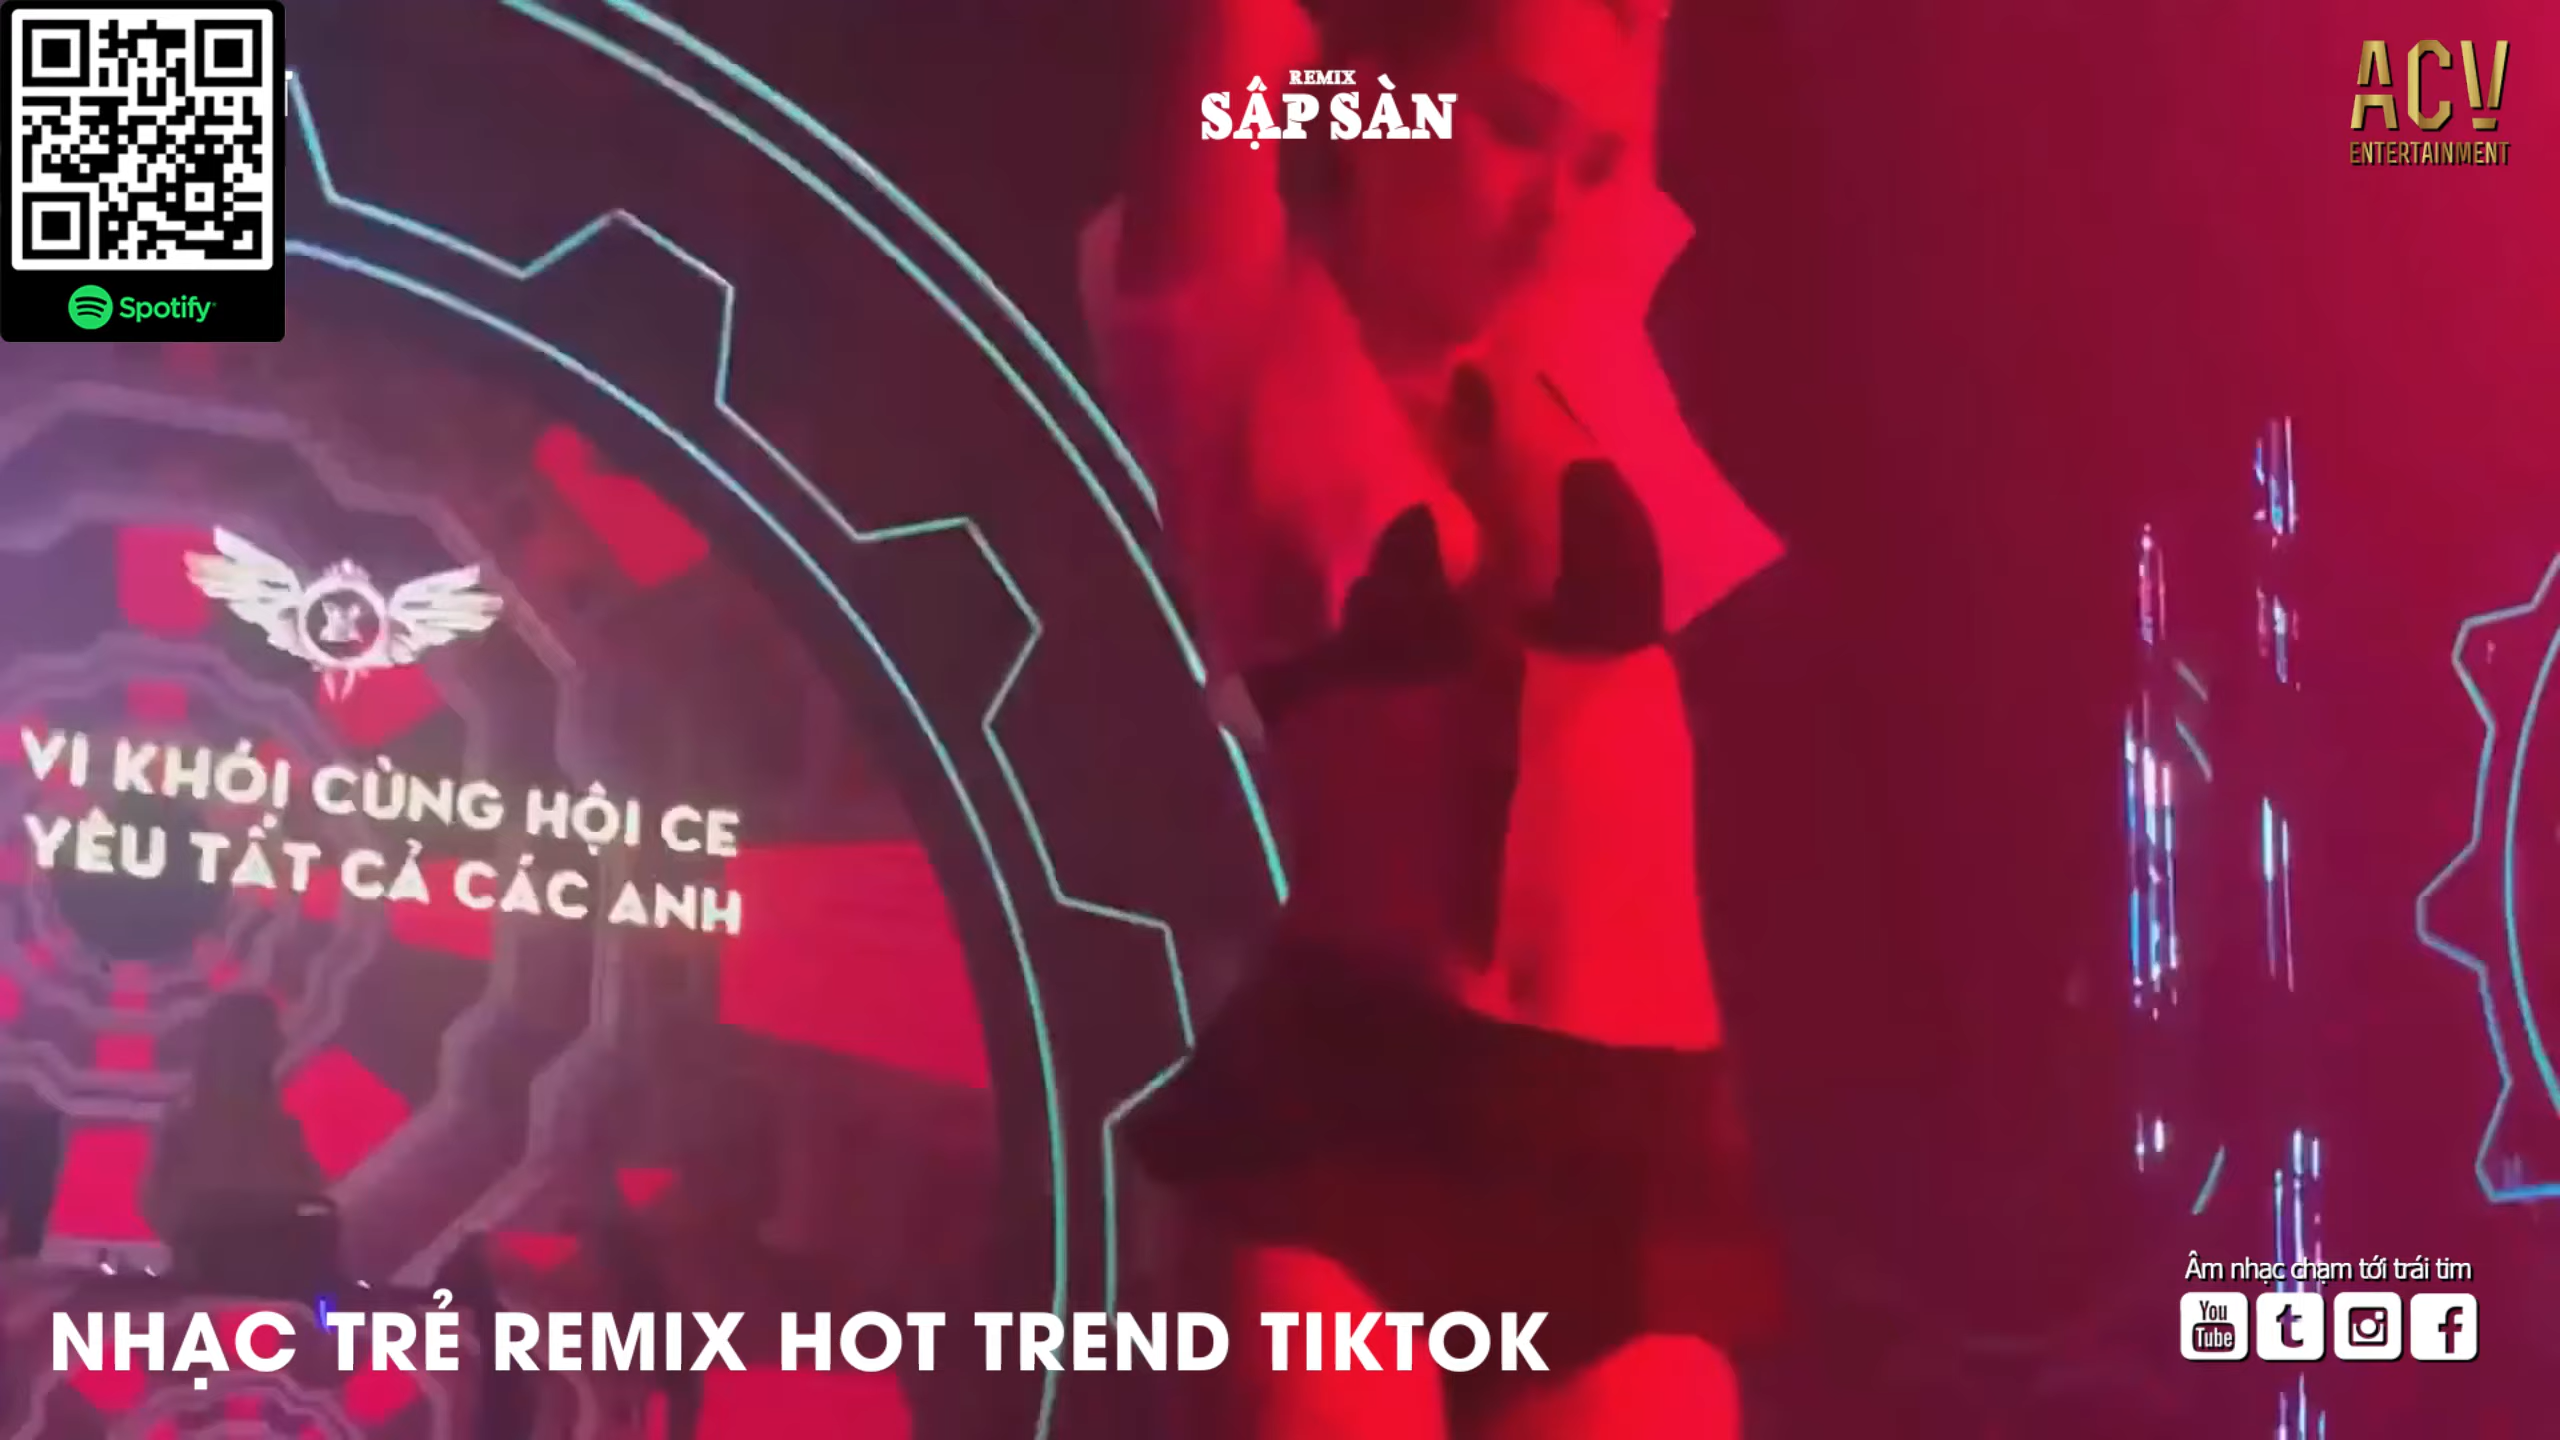 REMIX
SẬP SÀN
ACV
ENTERTAINMENT
Spotify
VI KHÓI CÙNG HỘI CE
YÊU TẤT CẢ CÁC ANH
NHẠC TRẺ REMIX HOT TREND TIKTOK
Âm nhạc chạm tới trái tim
You
Tube